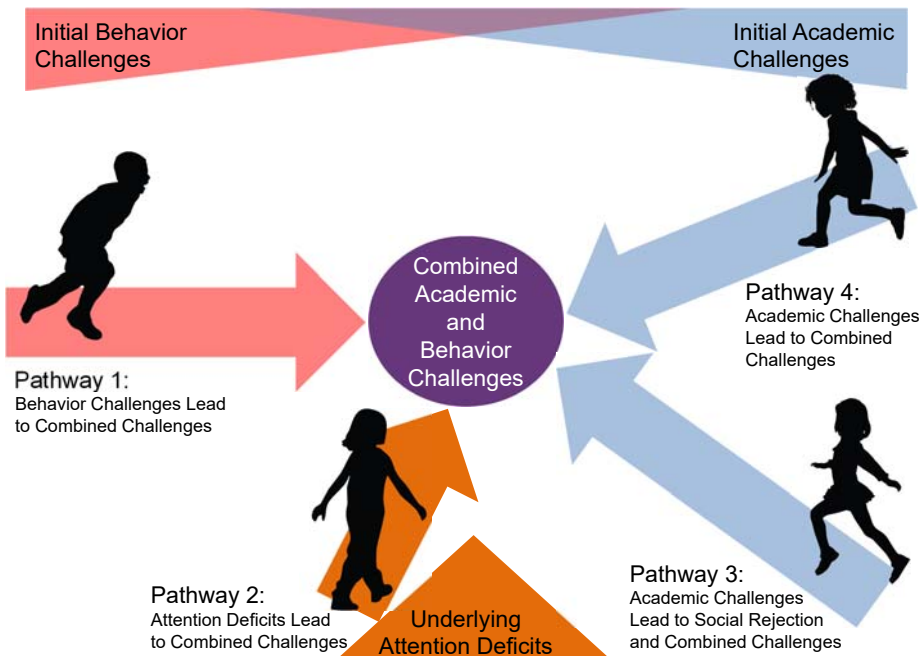 Initial Behavior
Challenges
Initial Academic
Challenges
Combined
Academic
and
Behavior
Challenges
Pathway 1:
Behavior Challenges Lead
to Combined Challenges
Pathway 4:
Academic Challenges
Lead to Combined
Challenges
Pathway 2:
Attention Deficits Lead
to Combined Challenges
Underlying
Attention Deficits
Pathway 3:
Academic Challenges
Lead to Social Rejection
and Combined Challenges